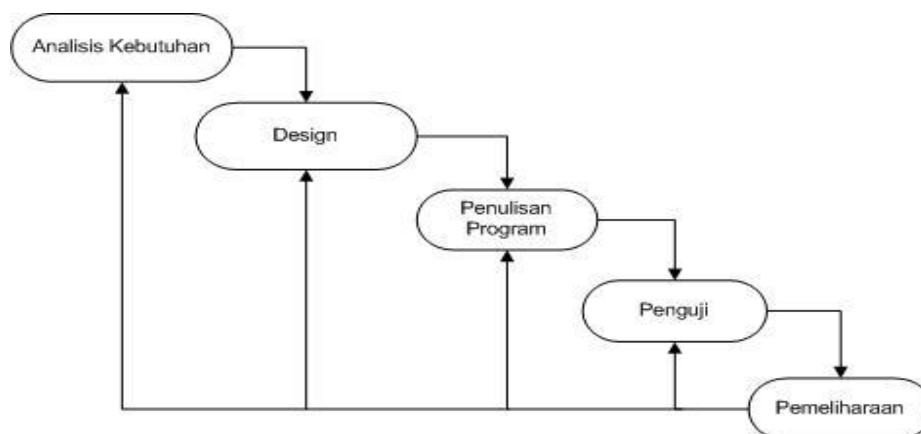 Analisis Kebutuhan
Design
Penulisan
Program
Penguji
Pemeliharaan